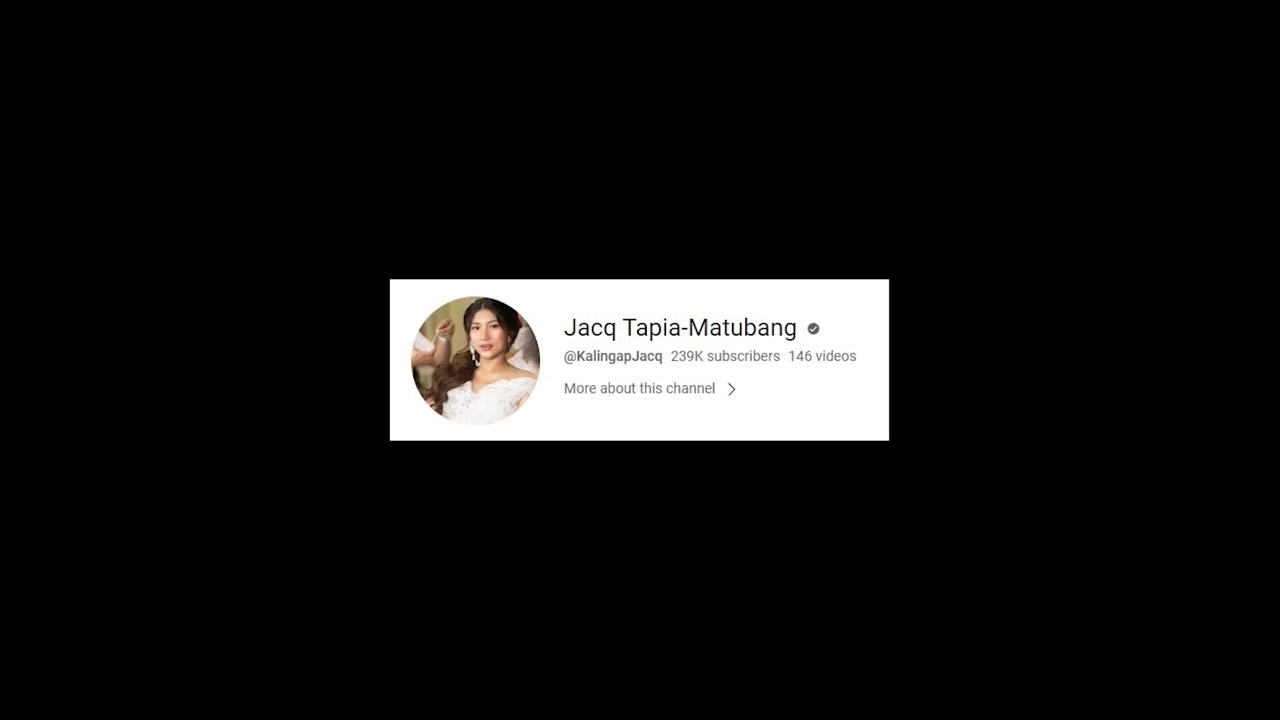 Jacq Tapia-Matubang
@KalingapJacq 239K subscribers 146 videos
More about this channel